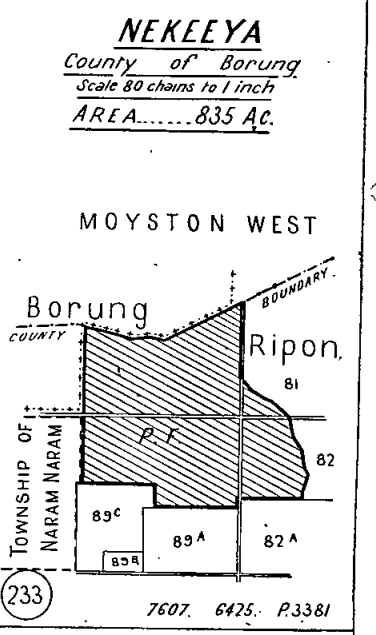 NEKEEYA
County of Borung
Scale 80 chains to 1 inch
AREA.......835 Ac.
MOYSTON WEST
Borung
COUNTY
BOUNDARY.
Ripon,
81
P.F.
82
TOWNSHIP OF
NARAM NARAM
89C
89B
89A
82A
233
7607. 6425. P.3381